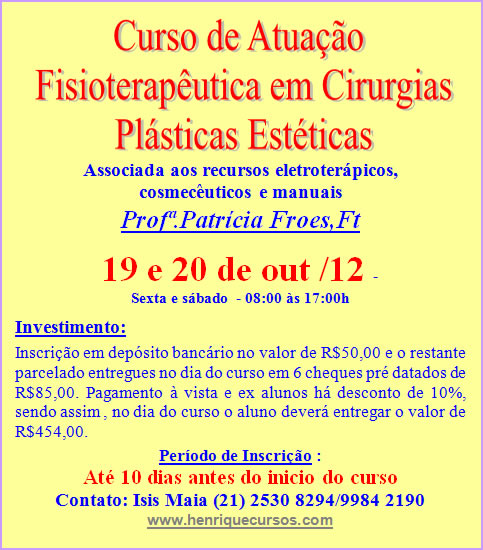 Curso de Atuação
Fisioterapêutica em Cirurgias
Plásticas Estéticas
Associada aos recursos eletroterápicos,
cosmecêuticos e manuais
Profª.Patrícia Froes,Ft
19 e 20 de out /12 -
Sexta e sábado - 08:00 às 17:00h
Investimento:
Inscrição em depósito bancário no valor de R$50,00 e o restante
parcelado entregues no dia do curso em 6 cheques pré datados de
R$85,00. Pagamento à vista e ex alunos há desconto de 10%,
sendo assim , no dia do curso o aluno deverá entregar o valor de
R$454,00.
Período de Inscrição :
Até 10 dias antes do inicio do curso
Contato: Isis Maia (21) 2530 8294/9984 2190
www.henriquecursos.com